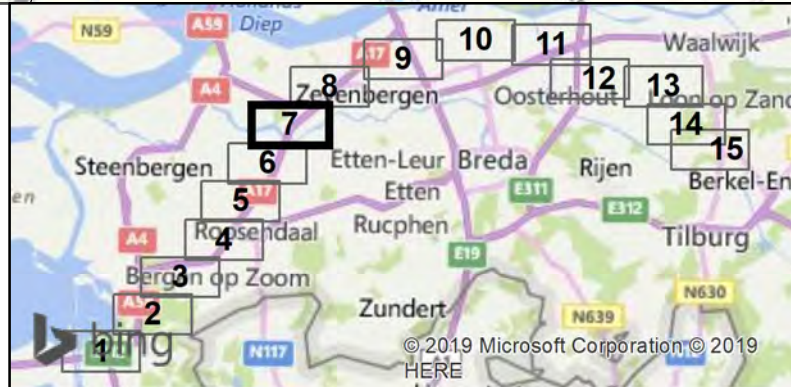 Hollands
Diep
Amer
N59
A59
A17
10
11
9
Waalwijk
A4
8
Zevenbergen
12
13
Oosterhout
Loon op Zand
7
14
Steenbergen
6
Etten-Leur
Breda
Rijen
15
Berkel-En
en
5
A17
Etten
E311
E312
4
Roosendaal
Rucphen
Tilburg
A4
E19
3
Bergen op Zoom
N630
2
Zundert
N639
bing
1
N117
© 2019 Microsoft Corporation © 2019
HERE